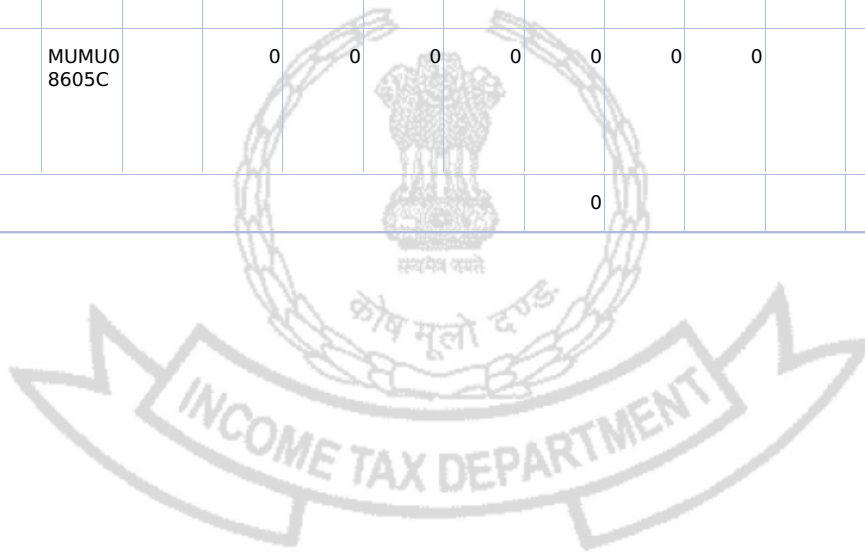 MUMU0 0 0 0 0 0 0 0
8605C
0
सत्यमेव जयते
कोष मूलो दण्ड:
INCOME TAX DEPARTMENT